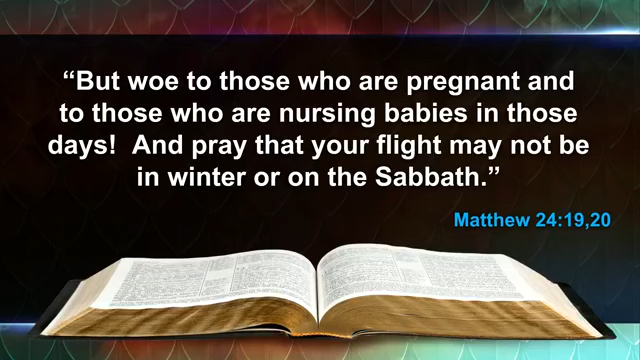 “But woe to those who are pregnant and
to those who are nursing babies in those
days!  And pray that your flight may not be
in winter or on the Sabbath.”
Matthew 24:19,20